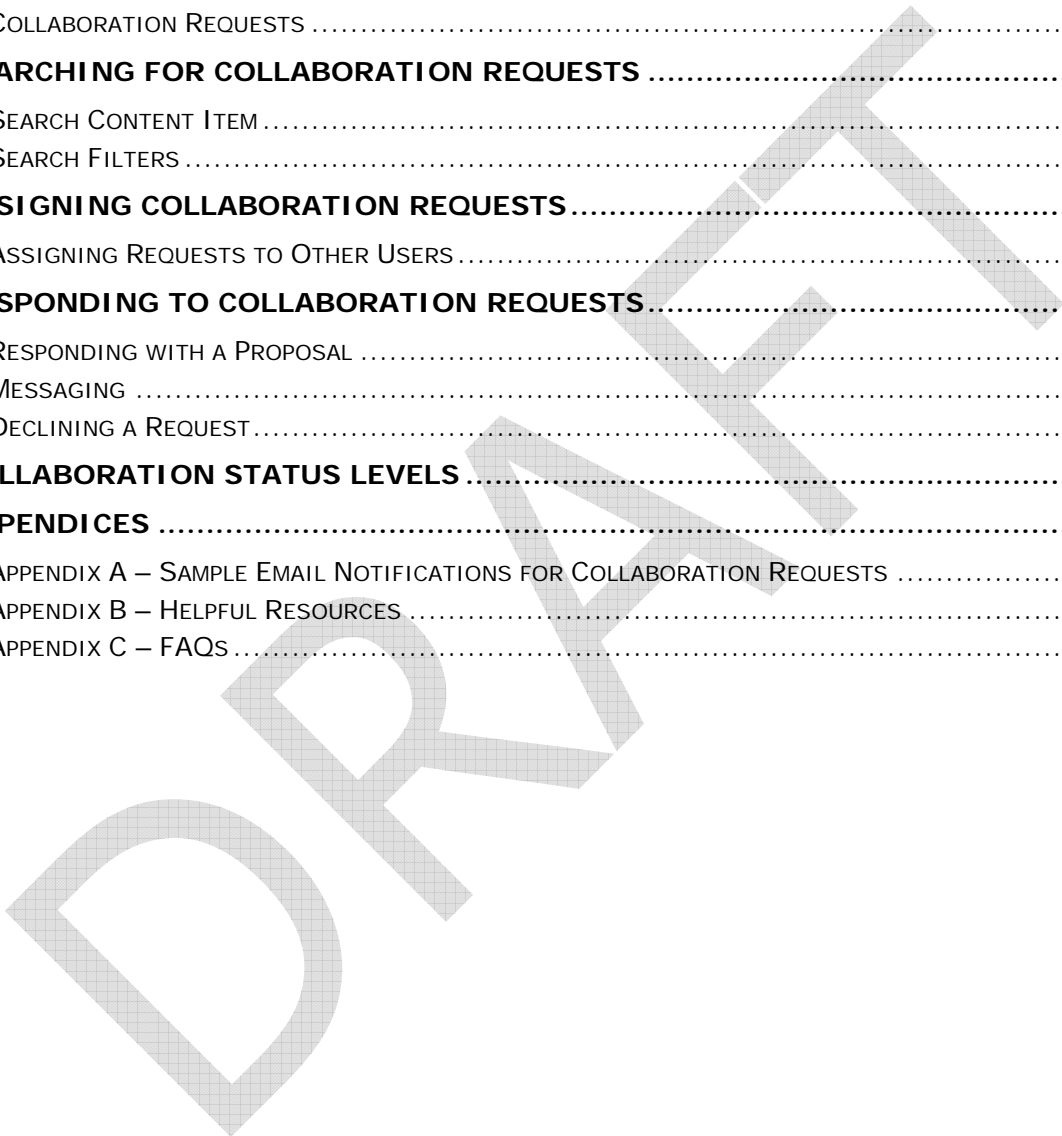 COLLABORATION REQUESTS ................................................................................
ARCHING FOR COLLABORATION REQUESTS ................................................
SEARCH CONTENT ITEM ................................................................................
SEARCH FILTERS ................................................................................
SIGNING COLLABORATION REQUESTS ................................................
ASSIGNING REQUESTS TO OTHER USERS ................................................................
SPONDING TO COLLABORATION REQUESTS ................................................
RESPONDING WITH A PROPOSAL ................................................................
MESSAGING ................................................................................
DECLINING A REQUEST ................................................................................
LLABORATION STATUS LEVELS ................................................................
PENDICES ................................................................................
APPENDIX A – SAMPLE EMAIL NOTIFICATIONS FOR COLLABORATION REQUESTS ................
APPENDIX B – HELPFUL RESOURCES ................................................................
APPENDIX C – FAQS ................................................................................
DRAFT